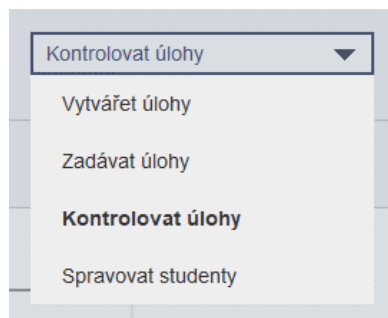 Kontrolovat úlohy
Vytvářet úlohy
Zadávat úlohy
Kontrolovat úlohy
Spravovat studenty